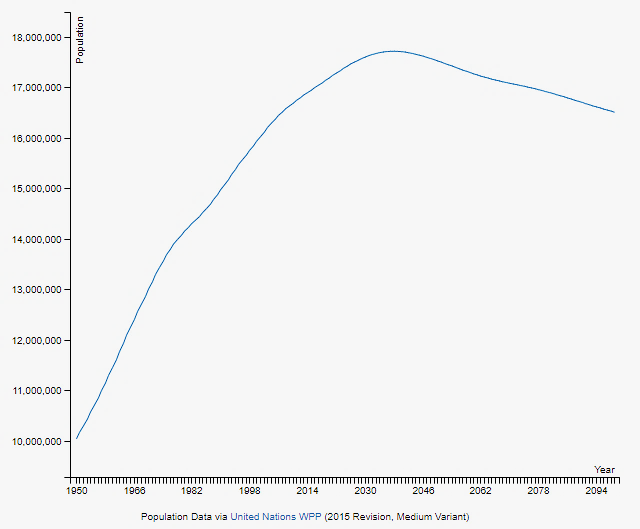 Population
18,000,000
17,000,000
16,000,000
15,000,000
14,000,000
13,000,000
12,000,000
11,000,000
10,000,000
Year
1950 1966 1982 1998 2014 2030 2046 2062 2078 2094
Population Data via United Nations WPP (2015 Revision, Medium Variant)